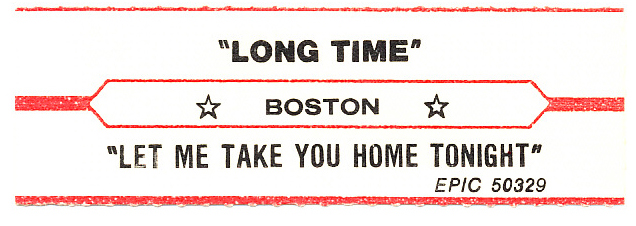 "LONG TIME"
☆ BOSTON ☆
"LET ME TAKE YOU HOME TONIGHT"
EPIC 50329